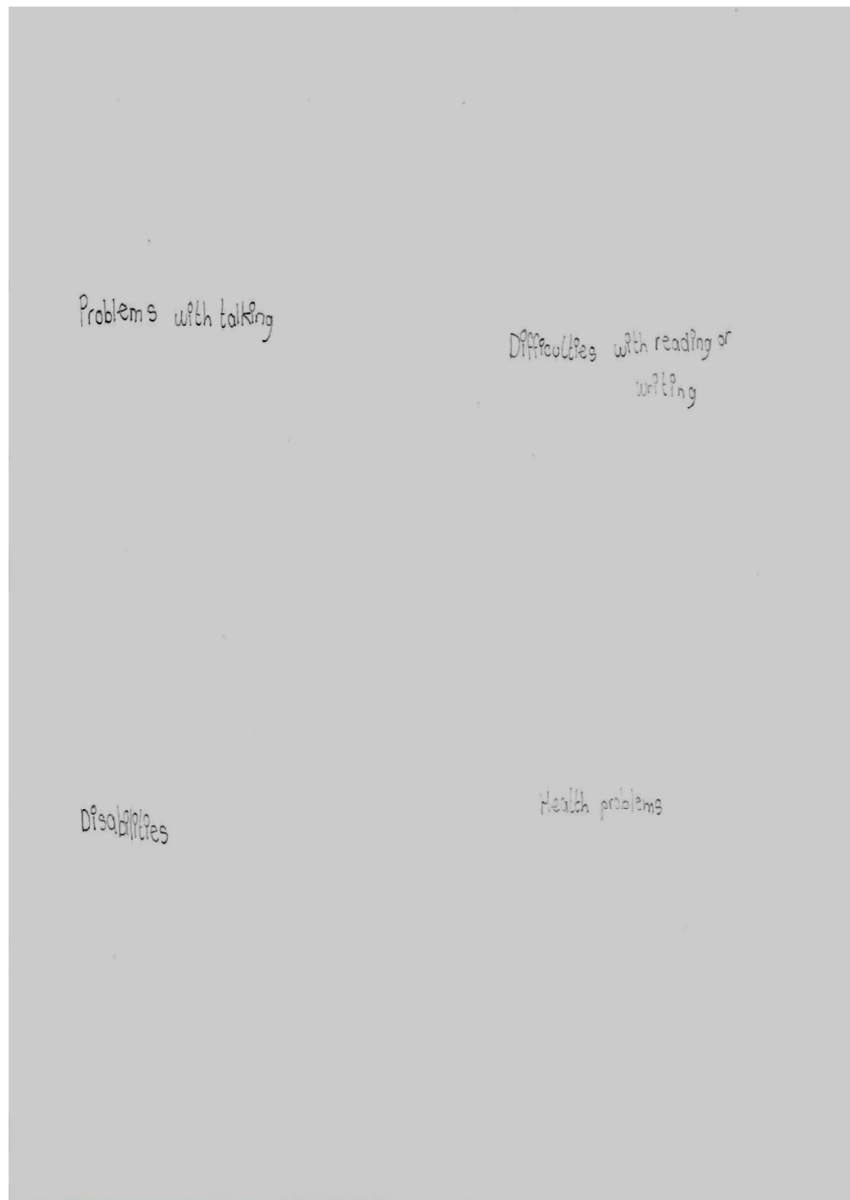 Problems with talking
Difficulties with reading or
writing
Disabilities
Health problems